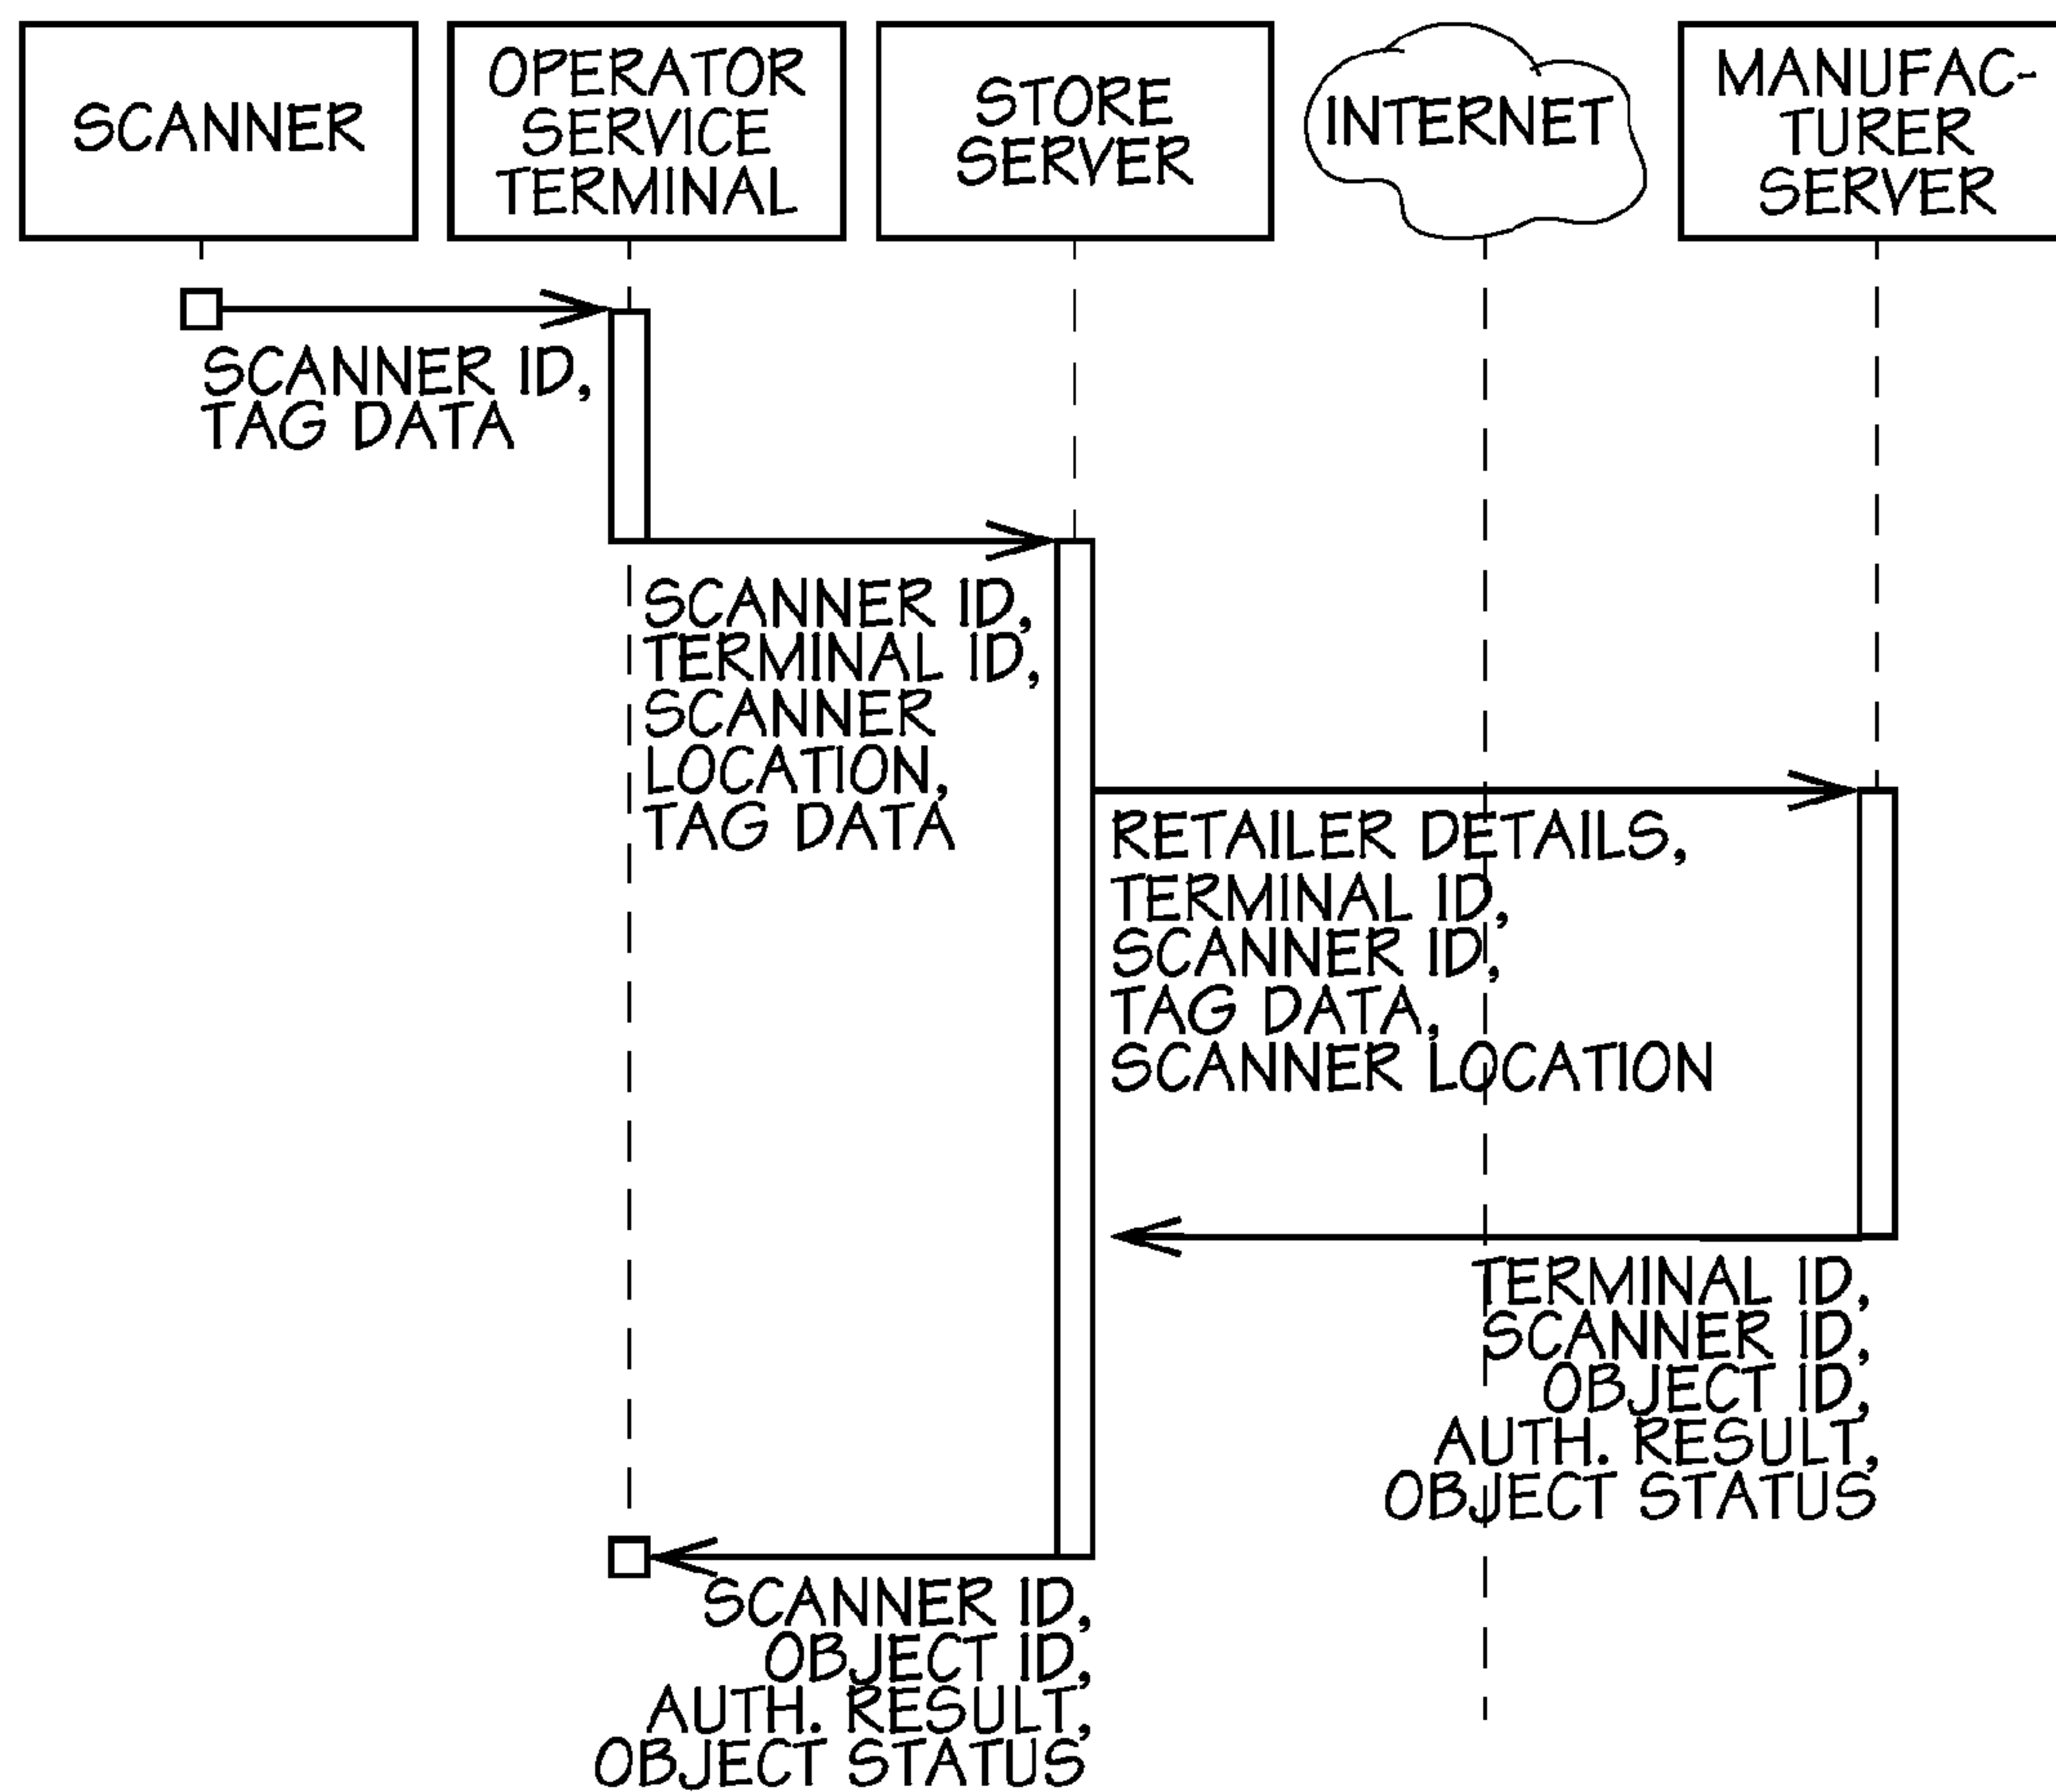 SCANNER
OPERATOR
SERVICE
TERMINAL
STORE
SERVER
INTERNET
MANUFAC-
TURER
SERVER
SCANNER ID,
TAG DATA
SCANNER ID,
TERMINAL ID,
SCANNER
LOCATION,
TAG DATA
RETAILER DETAILS,
TERMINAL ID,
SCANNER ID,
TAG DATA,
SCANNER LOCATION
TERMINAL ID,
SCANNER ID,
OBJECT ID,
AUTH. RESULT,
OBJECT STATUS
SCANNER ID,
OBJECT ID,
AUTH. RESULT,
OBJECT STATUS